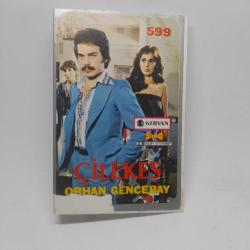 599
KERVAN
ÇİLEKEŞ
ORHAN GENCEBAY